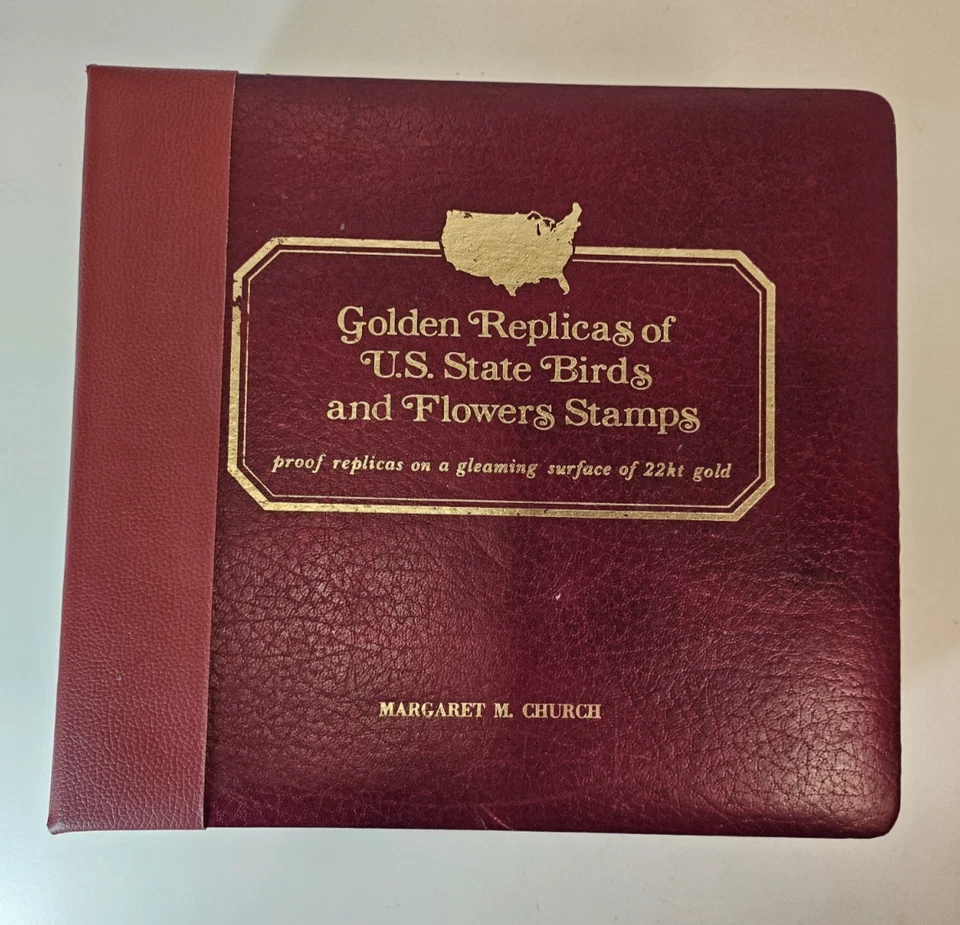 Golden Replicas of
U.S. State Birds
and Flowers Stamps
proof replicas on a gleaming surface of 22kt gold
MARGARET M. CHURCH